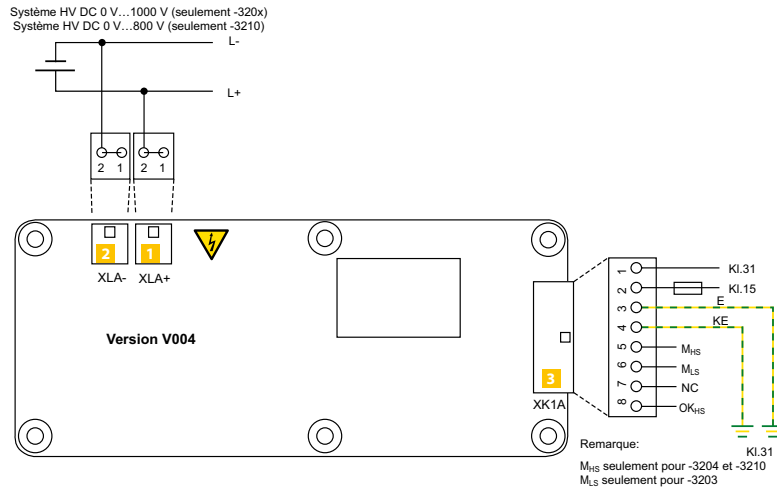 Système HV DC 0 V…1000 V (seulement -320x)
Système HV DC 0 V…800 V (seulement -3210)
L-
L+
2 1
2 1
2
1
XLA-
XLA+
Version V004
3
XK1A
1
2
3
4
5
6
7
8
Kl.31
Kl.15
E
KE
MHS
MLS
NC
OKHS
Kl.31
Remarque:
MHS seulement pour -3204 et -3210
MLS seulement pour -3203